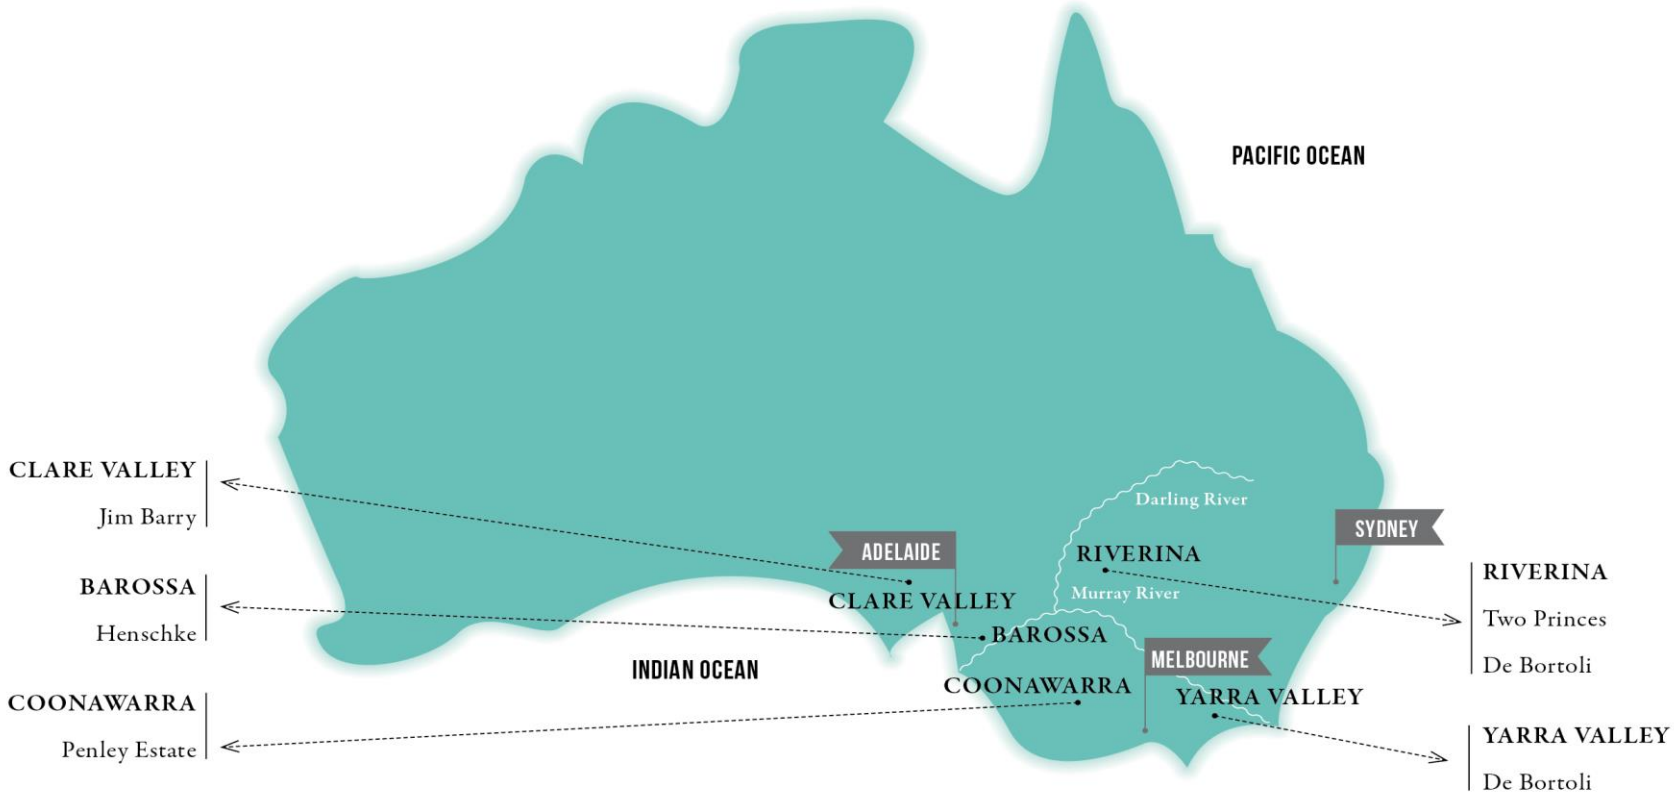 PACIFIC OCEAN
CLARE VALLEY
Jim Barry
BAROSSA
Henschke
COONAWARRA
Penley Estate
Darling River
SYDNEY
ADELAIDE
RIVERINA
Murray River
CLARE VALLEY
BAROSSA
MELBOURNE
INDIAN OCEAN
COONAWARRA
YARRA VALLEY
RIVERINA
Two Princes
De Bortoli
YARRA VALLEY
De Bortoli